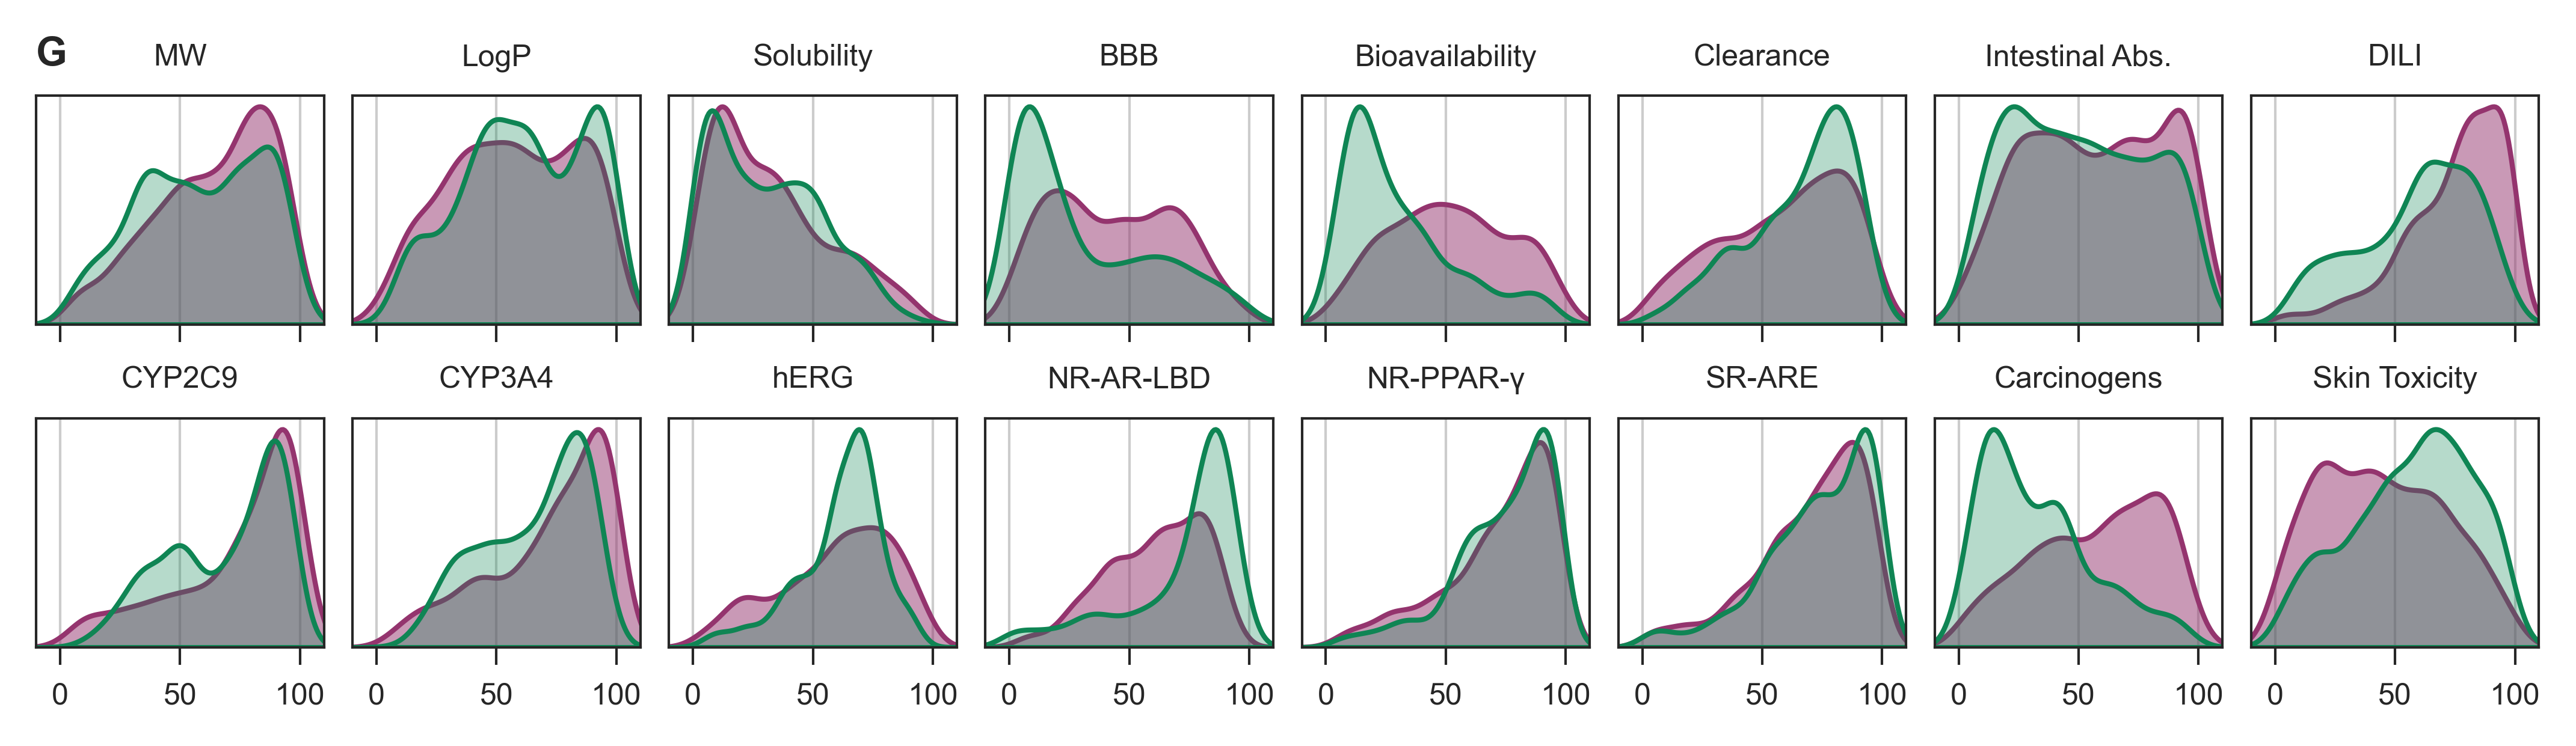 G MW LogP Solubility BBB Bioavailability Clearance Intestinal Abs. DILI
CYP2C9 CYP3A4 hERG NR-AR-LBD NR-PPAR-γ SR-ARE Carcinogens Skin Toxicity
0 50 100 0 50 100 0 50 100 0 50 100 0 50 100 0 50 100 0 50 100 0 50 100